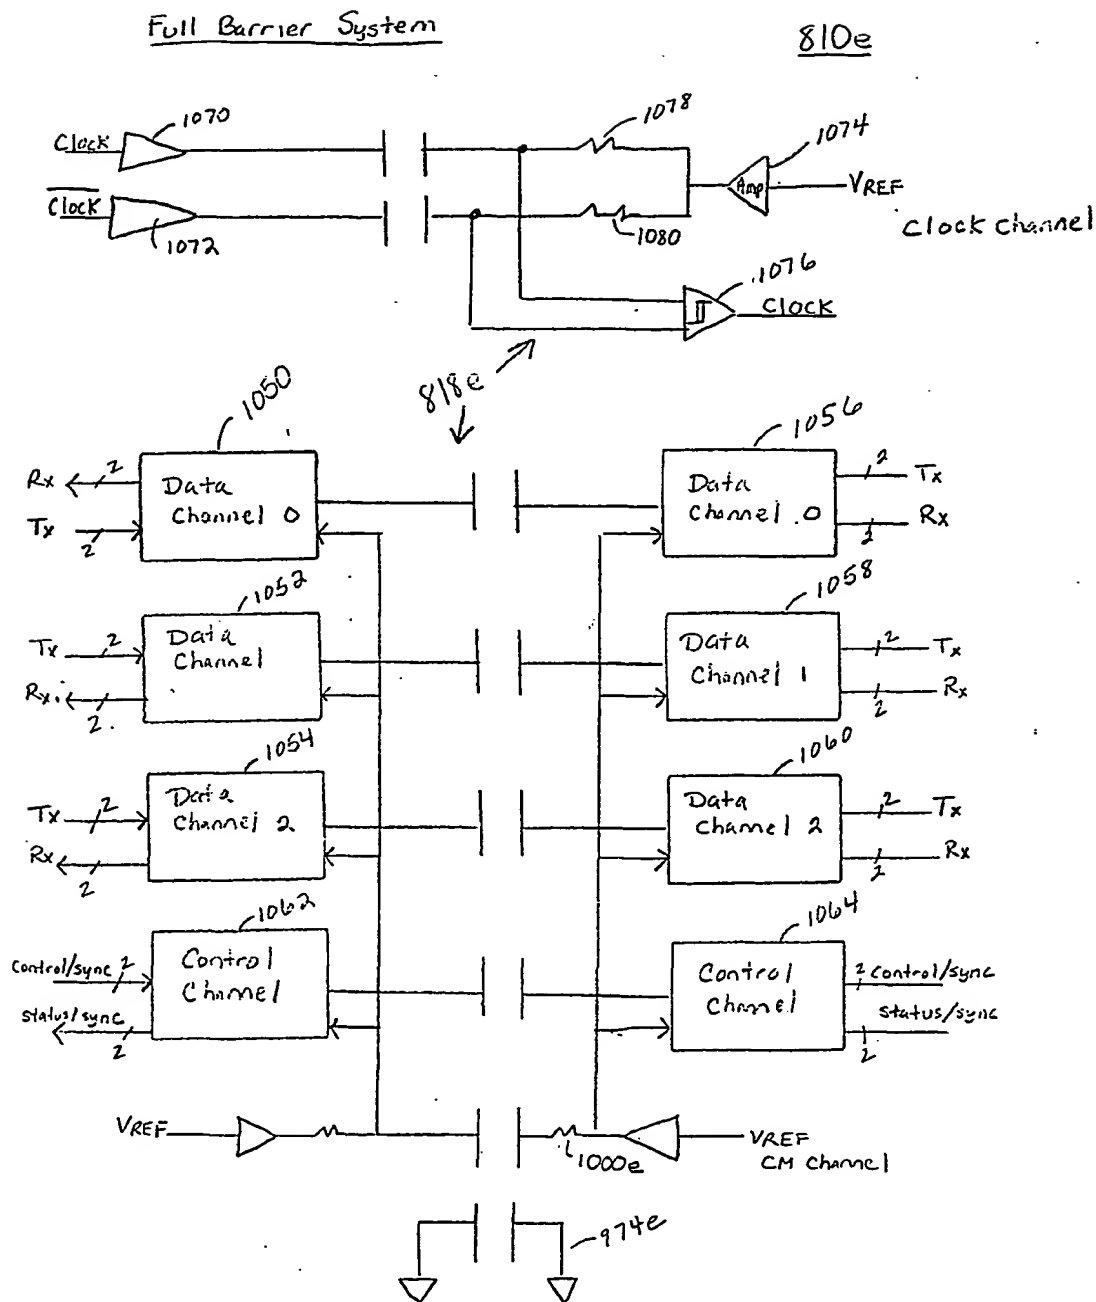 Full Barrier System
810e
Clock
1070
1078
1074
Amp
VREF
Clock
1072
1080
Clock Channel
1076
Clock
818e
1050
1056
Rx
2
Data
Channel 0
Tx
2
Data
Channel 0
2
Tx
2
Rx
1052
1058
Tx
2
Data
Channel
Rx
2
Data
Channel 1
2
Tx
2
Rx
1054
1060
Tx
2
Data
Channel 2
Rx
2
Data
Channel 2
2
Tx
2
Rx
1062
1064
Control/sync
2
Control
Channel
Status/sync
2
Control
Channel
2
Control/sync
Status/sync
2
VREF
1000e
VREF
CM Channel
974e